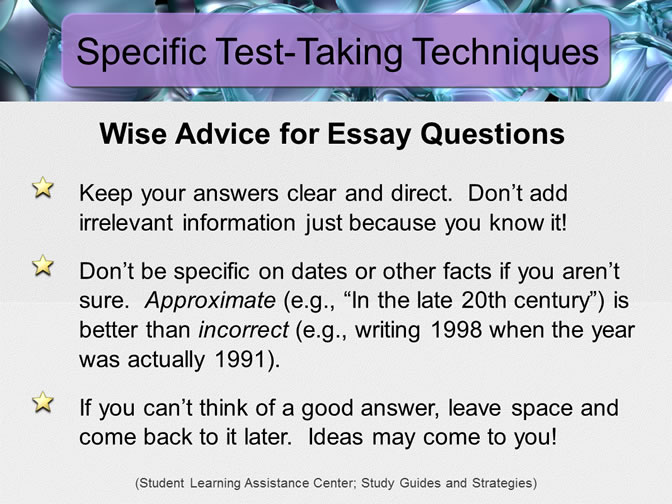 Specific Test-Taking Techniques
Wise Advice for Essay Questions
Keep your answers clear and direct.  Don’t add
irrelevant information just because you know it!
Don’t be specific on dates or other facts if you aren’t
sure.  Approximate (e.g., “In the late 20th century”) is
better than incorrect (e.g., writing 1998 when the year
was actually 1991).
If you can’t think of a good answer, leave space and
come back to it later.  Ideas may come to you!
(Student Learning Assistance Center; Study Guides and Strategies)